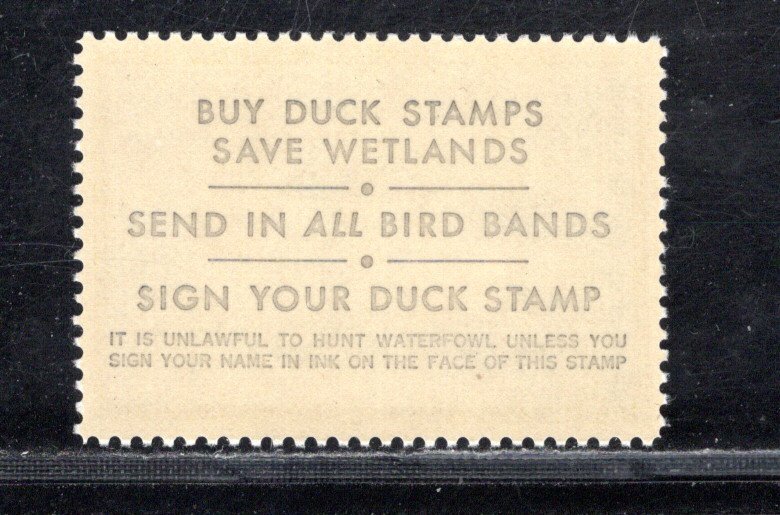 BUY DUCK STAMPS
SAVE WETLANDS
SEND IN ALL BIRD BANDS
SIGN YOUR DUCK STAMP
IT IS UNLAWFUL TO HUNT WATERFOWL UNLESS YOU
SIGN YOUR NAME IN INK ON THE FACE OF THIS STAMP